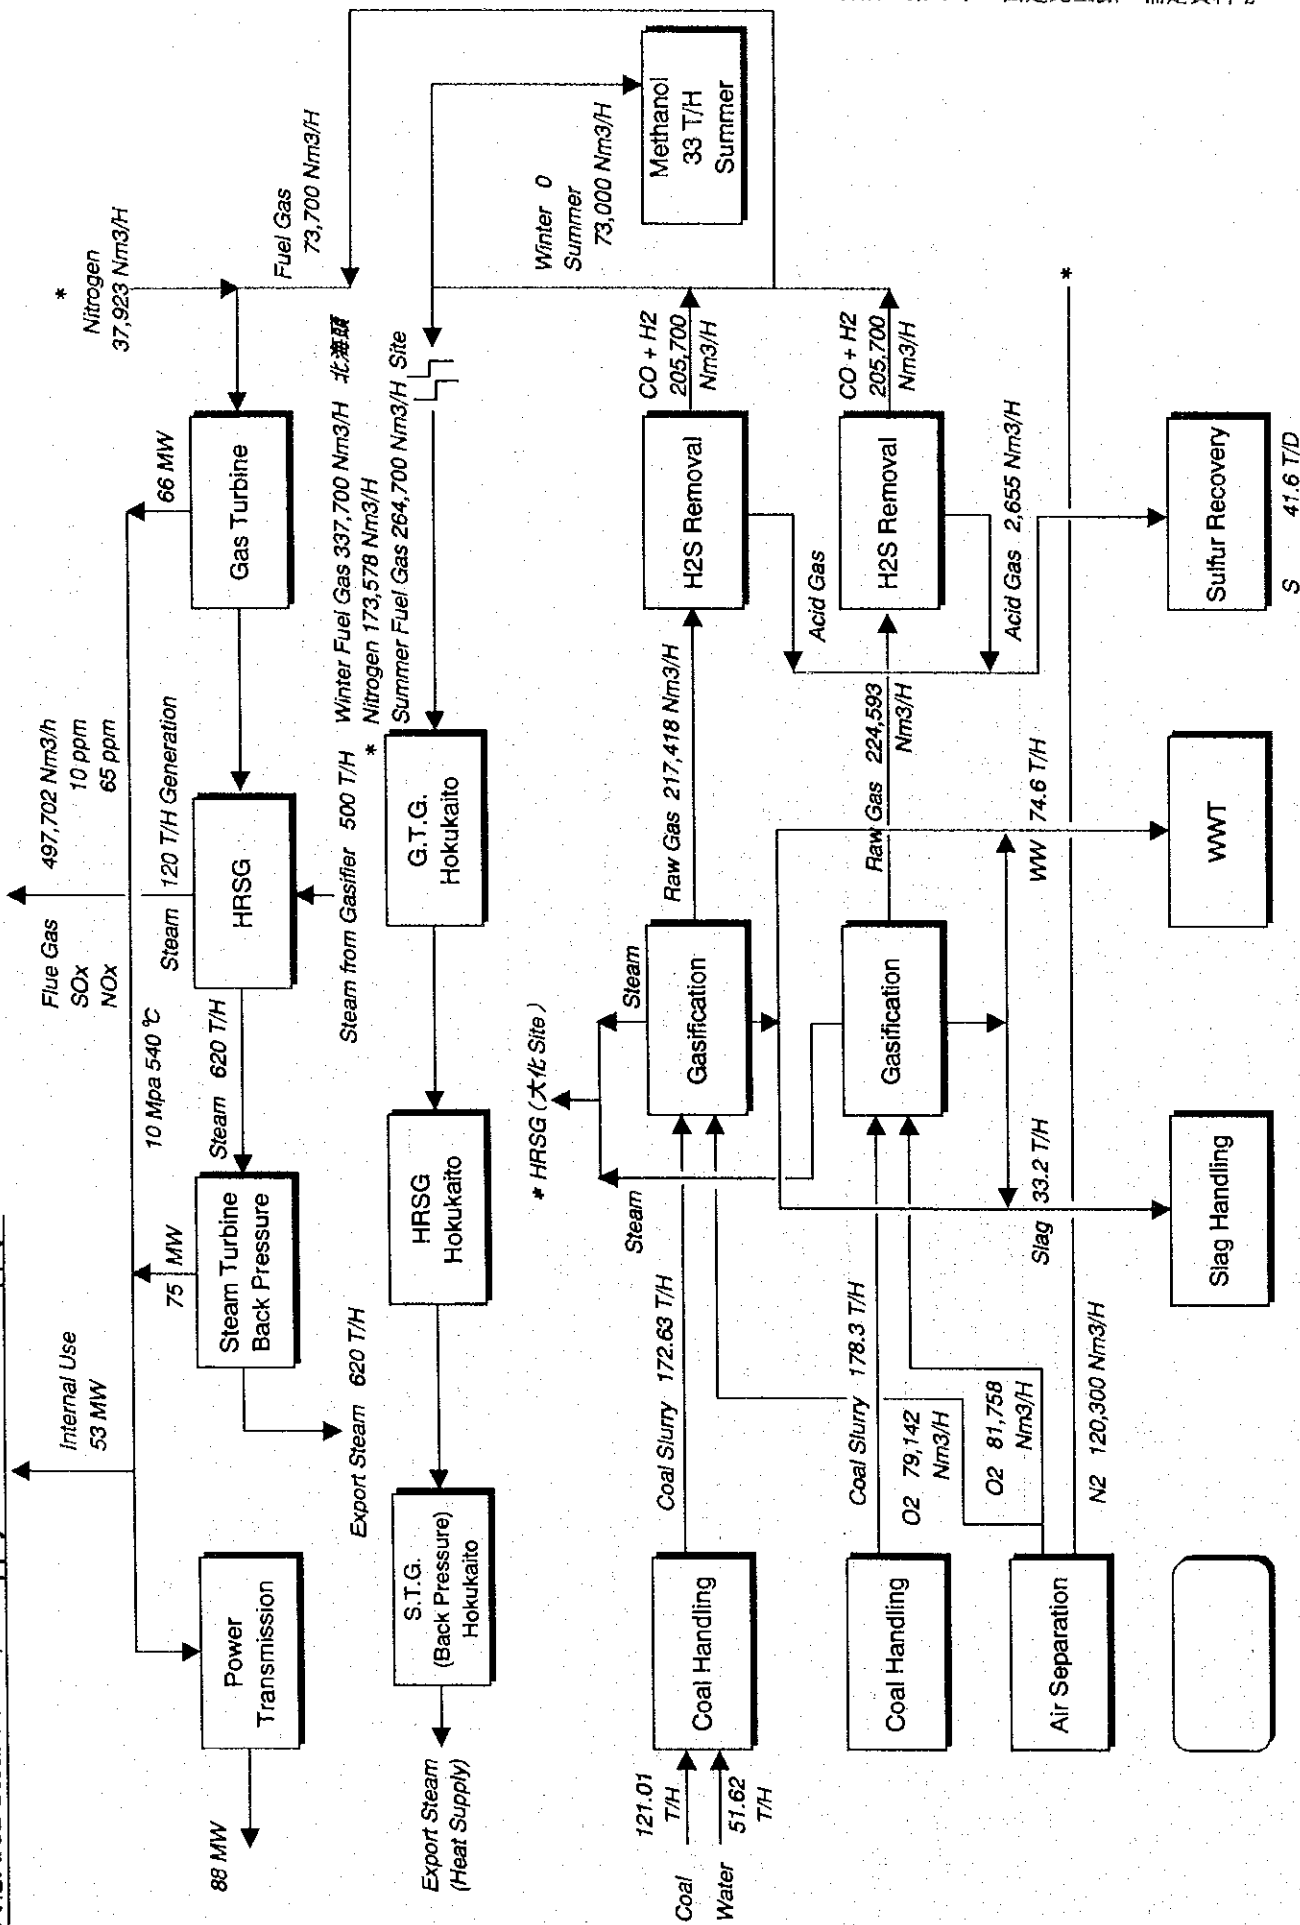 88 MW
Power
Transmission
Internal Use
53 MW
75 MW
Steam Turbine
Back Pressure
10 Mpa 540 ℃
Steam 620 T/H
Flue Gas 497,702 Nm3/h
SOx 10 ppm
NOx 65 ppm
Steam 120 T/H Generation
HRSG
66 MW
Gas Turbine
*
Nitrogen
37,923 Nm3/H
Fuel Gas
73,700 Nm3/H
Export Steam
(Heat Supply)
S.T.G.
(Back Pressure)
Hokukaito
Export Steam 620 T/H
HRSG
Hokukaito
Steam from Gasifier 500 T/H
G.T.G.
Hokukaito
Winter Fuel Gas 337,700 Nm3/H 北海頭
* Nitrogen 173,578 Nm3/H
Summer Fuel Gas 264,700 Nm3/H Site
Winter 0
Summer
73,000 Nm3/H
Methanol
33 T/H
Summer
* HRSG (大化 Site)
Steam
Steam
Coal
121.01
T/H
Water
51.62
T/H
Coal Handling
Coal Slurry 172.63 T/H
Gasification
Raw Gas 217,418 Nm3/H
H2S Removal
CO + H2
205,700
Nm3/H
Acid Gas
Coal Handling
Coal Slurry 178.3 T/H
Gasification
Raw Gas 224,593
Nm3/H
H2S Removal
CO + H2
205,700
Nm3/H
O2 79,142
Nm3/H
O2 81,758
Nm3/H
Air Separation
N2 120,300 Nm3/H
Slag 33.2 T/H
WW 74.6 T/H
Acid Gas 2,655 Nm3/H
*
Slag Handling
WWT
Sulfur Recovery
S 41.6 T/D